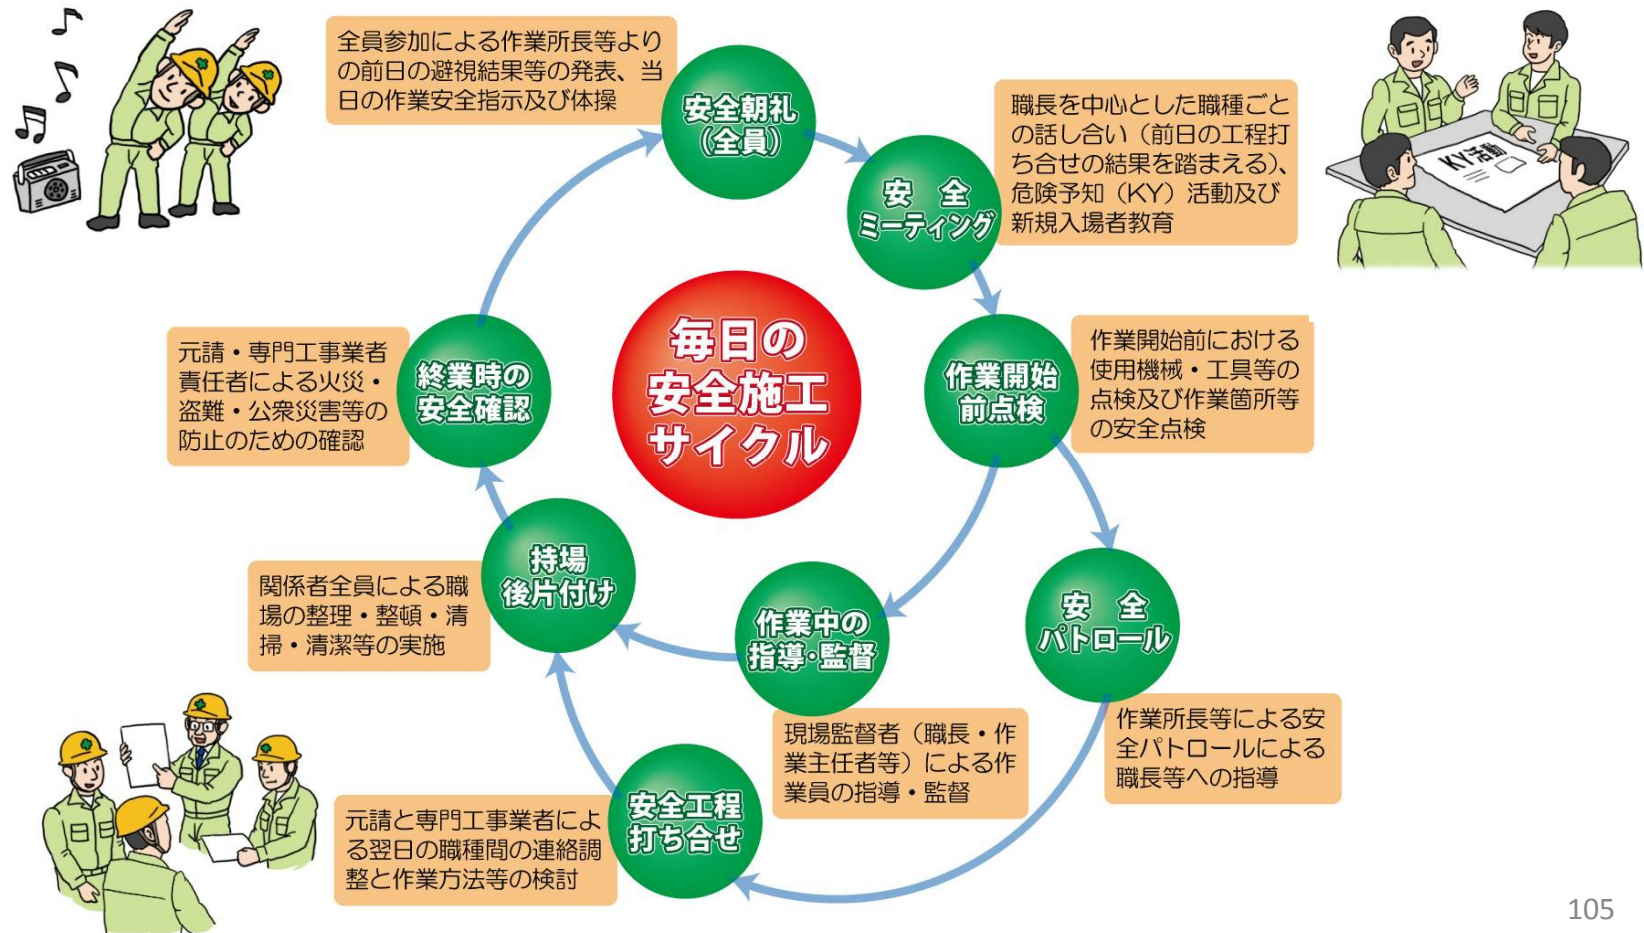 全員参加による作業所長等より
の前日の避視結果等の発表、当
日の作業安全指示及び体操
安全朝礼
（全員）
職長を中心とした職種ごと
の話し合い（前日の工程打
ち合せの結果を踏まえる）、
危険予知（KY）活動及び
新規入場者教育
安　全
ミーティング
KY活動
毎日の
安全施工
サイクル
作業開始
前点検
作業開始前における
使用機械・工具等の
点検及び作業箇所等
の安全点検
元請・専門工事業者
責任者による火災・
盗難・公衆災害等の
防止のための確認
終業時の
安全確認
持場
後片付け
関係者全員による職
場の整理・整頓・清
掃・清潔等の実施
作業中の
指導・監督
現場監督者（職長・作
業主任者等）による作
業員の指導・監督
安　全
パトロール
作業所長等による安
全パトロールによる
職長等への指導
安全工程
打ち合せ
元請と専門工事業者によ
る翌日の職種間の連絡調
整と作業方法等の検討
105